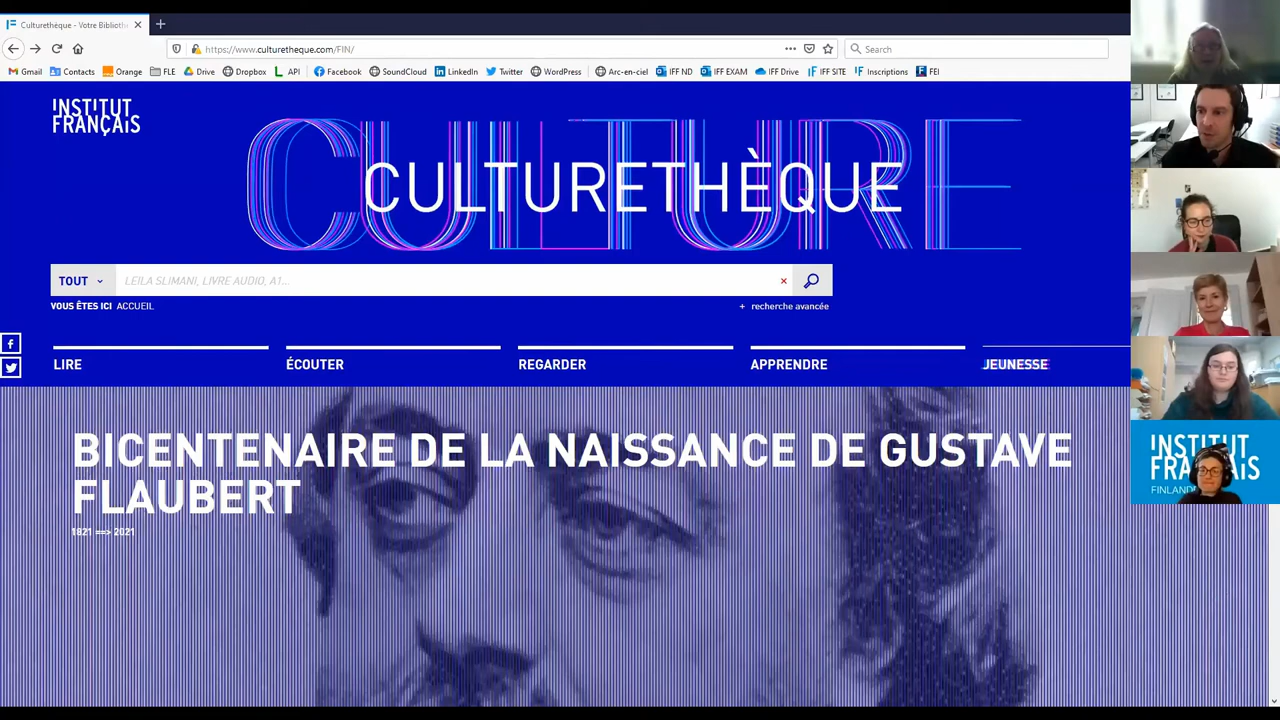 Culturethèque - Votre Biblioth
https://www.culturetheque.com/FIN/
Search
Gmail Contacts Orange FLE Drive Dropbox API Facebook SoundCloud LinkedIn Twitter WordPress Arc-en-ciel IFF ND IFF EXAM IFF Drive IFF SITE Inscriptions FEI
INSTITUT
FRANÇAIS
CULTURE
CULTURETHÈQUE
TOUT LEILA SLIMANI, LIVRE AUDIO, A1...
VOUS ÊTES ICI ACCUEIL + recherche avancée
LIRE ÉCOUTER REGARDER APPRENDRE JEUNESSE
BICENTENAIRE DE LA NAISSANCE DE GUSTAVE
FLAUBERT
1821 ==> 2021
INSTITUT
FRANÇAIS